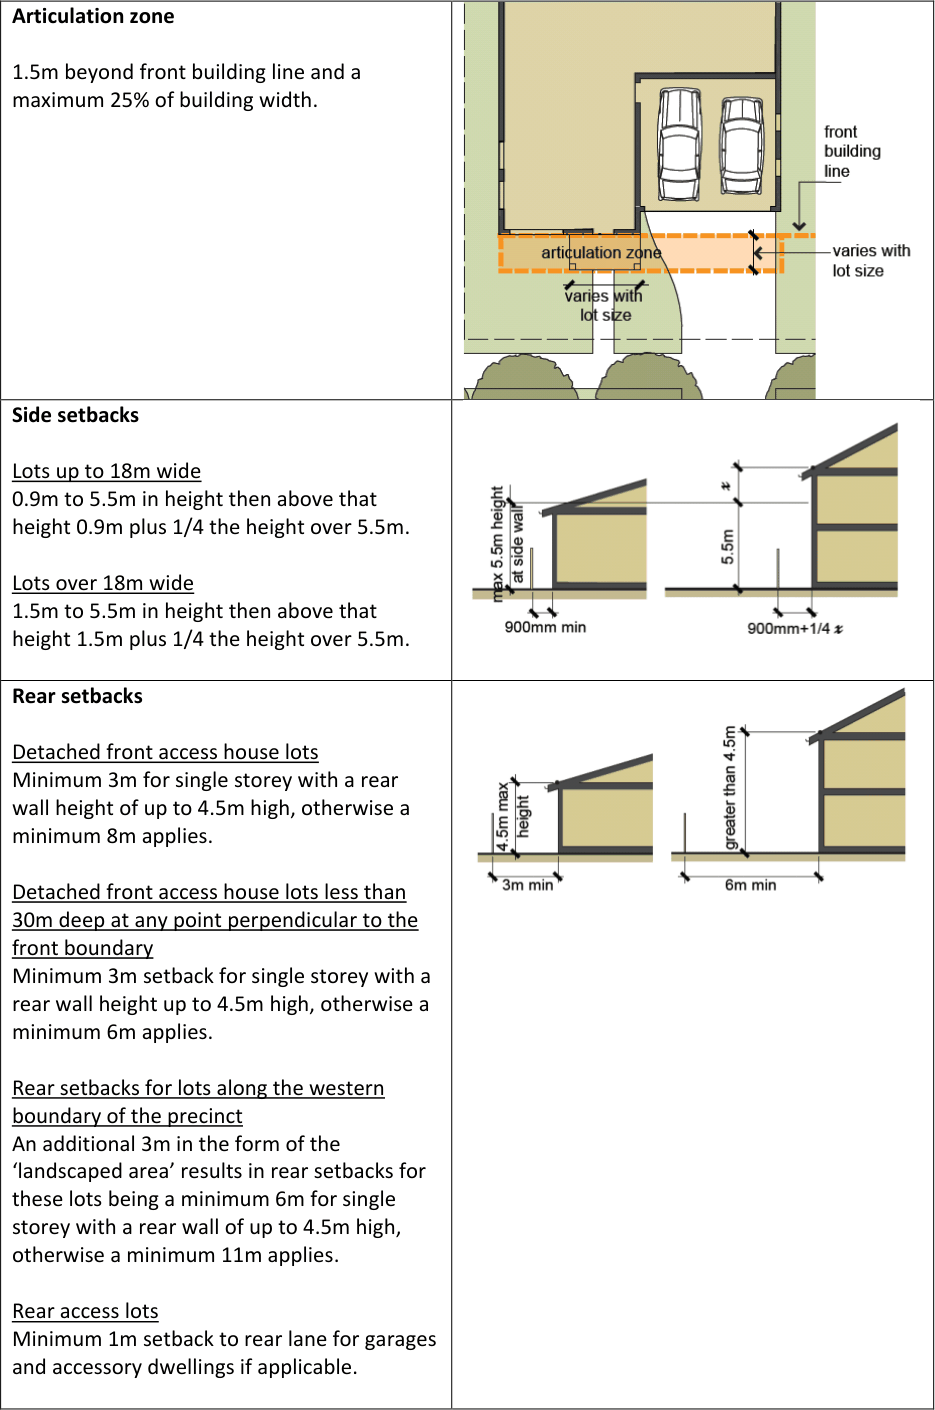 Articulation zone
1.5m beyond front building line and a
maximum 25% of building width.
front
building
line
articulation zone
varies with
lot size
varies with
lot size
Side setbacks
Lots up to 18m wide
0.9m to 5.5m in height then above that
height 0.9m plus 1/4 the height over 5.5m.
Lots over 18m wide
1.5m to 5.5m in height then above that
height 1.5m plus 1/4 the height over 5.5m.
max 5.5m height
at side wall
900mm min
x
5.5m
900mm+1/4 x
Rear setbacks
Detached front access house lots
Minimum 3m for single storey with a rear
wall height of up to 4.5m high, otherwise a
minimum 8m applies.
Detached front access house lots less than
30m deep at any point perpendicular to the
front boundary
Minimum 3m setback for single storey with a
rear wall height up to 4.5m high, otherwise a
minimum 6m applies.
Rear setbacks for lots along the western
boundary of the precinct
An additional 3m in the form of the
‘landscaped area’ results in rear setbacks for
these lots being a minimum 6m for single
storey with a rear wall of up to 4.5m high,
otherwise a minimum 11m applies.
Rear access lots
Minimum 1m setback to rear lane for garages
and accessory dwellings if applicable.
4.5m max
height
3m min
greater than 4.5m
6m min